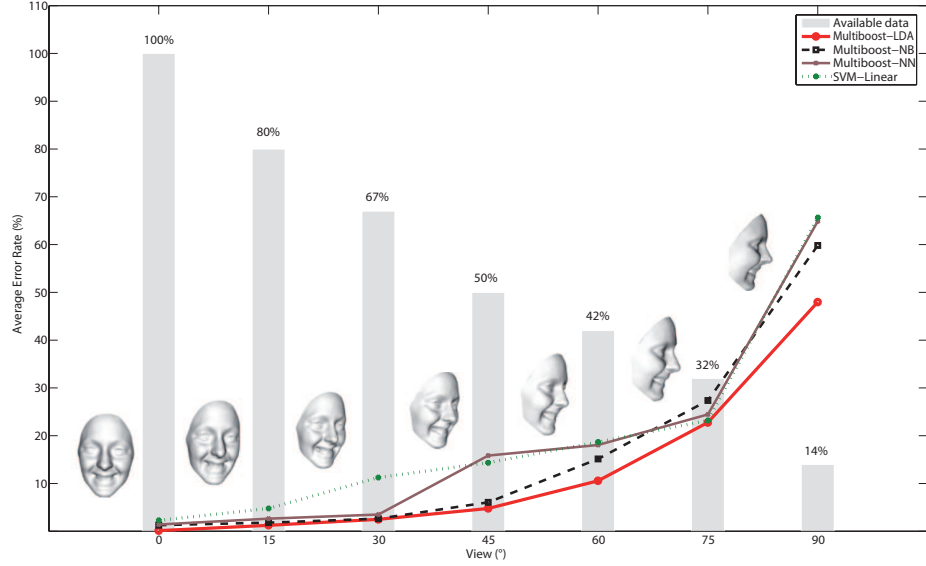 110
100
90
80
70
60
50
40
30
20
10
Average Error Rate (%)
100%
80%
67%
50%
42%
32%
14%
Available data
Multiboost−LDA
Multiboost−NB
Multiboost−NN
SVM−Linear
0 15 30 45 60 75 90
View (°)